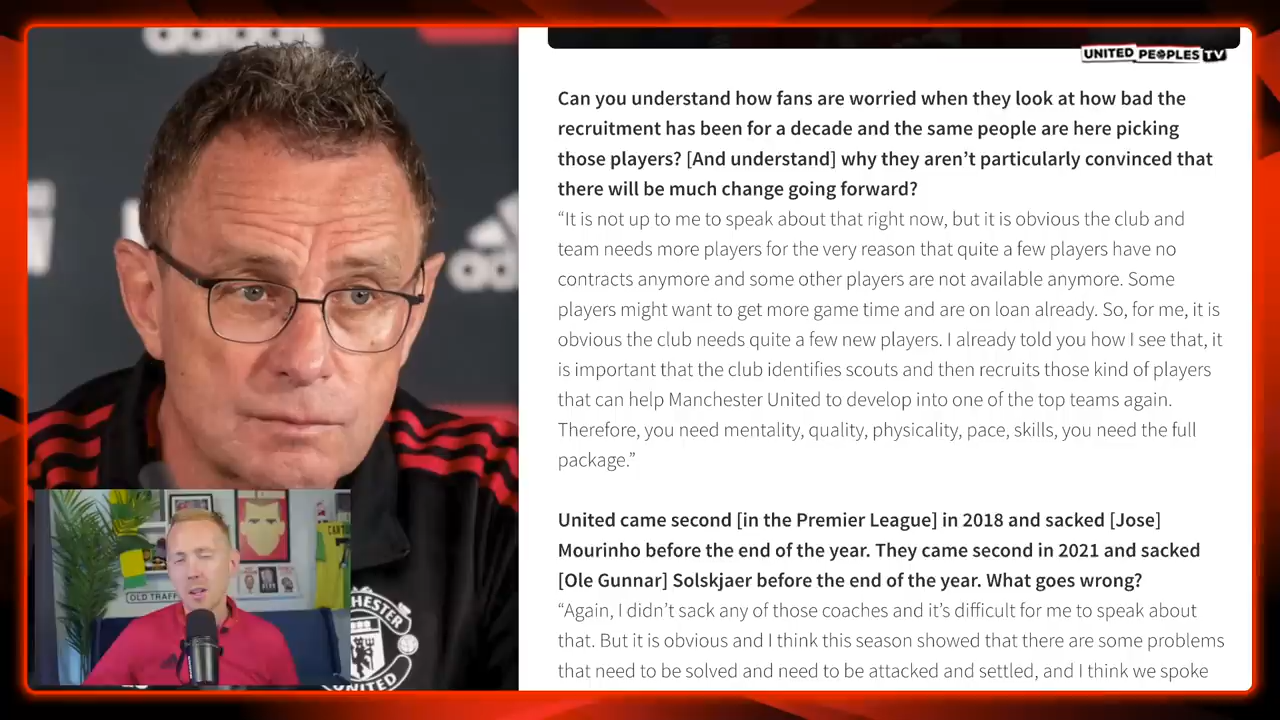 adidas
UNITED PEOPLES TV
Can you understand how fans are worried when they look at how bad the
recruitment has been for a decade and the same people are here picking
those players? [And understand] why they aren’t particularly convinced that
there will be much change going forward?
“It is not up to me to speak about that right now, but it is obvious the club and
team needs more players for the very reason that quite a few players have no
contracts anymore and some other players are not available anymore. Some
players might want to get more game time and are on loan already. So, for me, it is
obvious the club needs quite a few new players. I already told you how I see that, it
is important that the club identifies scouts and then recruits those kind of players
that can help Manchester United to develop into one of the top teams again.
Therefore, you need mentality, quality, physicality, pace, skills, you need the full
package.”
United came second [in the Premier League] in 2018 and sacked [Jose]
Mourinho before the end of the year. They came second in 2021 and sacked
[Ole Gunnar] Solskjaer before the end of the year. What goes wrong?
“Again, I didn’t sack any of those coaches and it’s difficult for me to speak about
that. But it is obvious and I think this season showed that there are some problems
that need to be solved and need to be attacked and settled, and I think we spoke
OLD TRAFF
CANT
CHESTER
UNITED